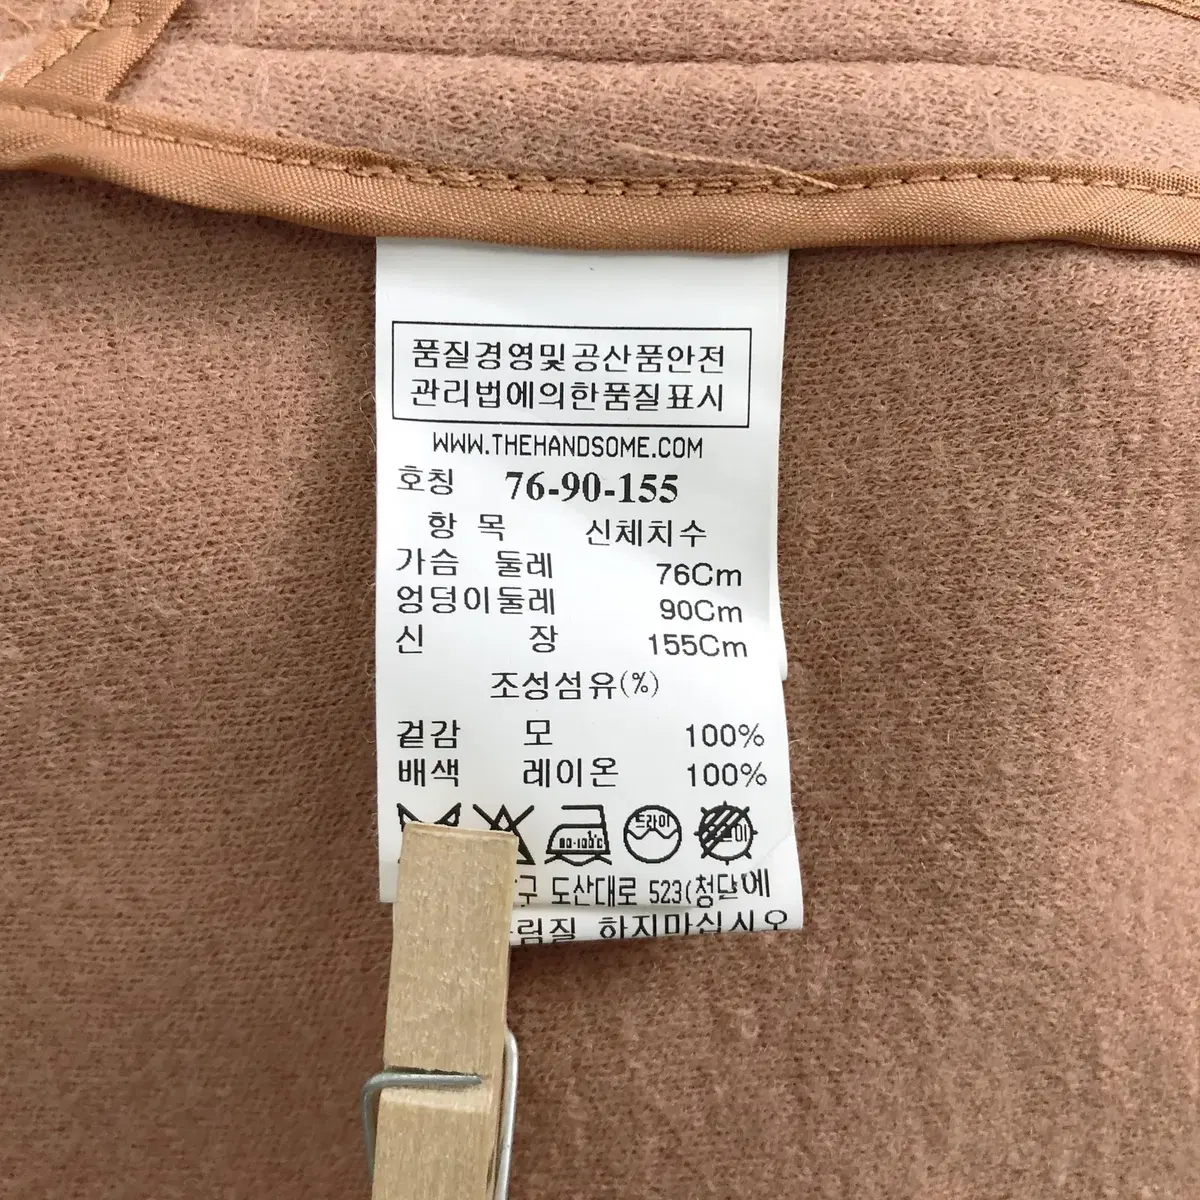 품질경영및공산품안전
관리법에의한품질표시
WWW.THEHANDSOME.COM
호칭 76-90-155
항 목 신체치수
가슴 둘레 76Cm
엉덩이둘레 90Cm
신 장 155Cm
조성섬유(%)
겉감 모 100%
배색 레이온 100%
80-100℃ 드라이
구 도산대로 523(청담에
림질 하지마십시오